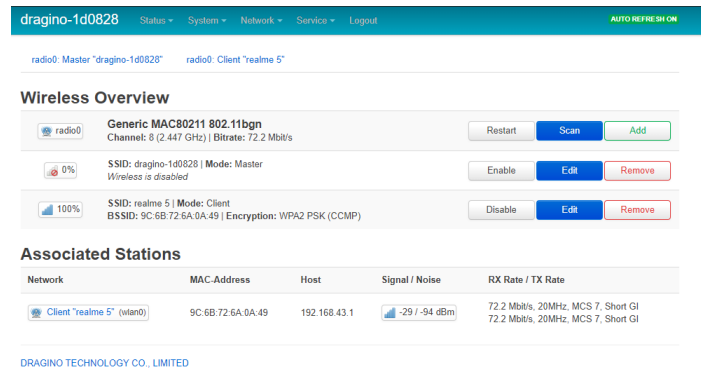 dragino-1d0828 Status System Network Service Logout AUTO REFRESH ON
radio0: Master "dragino-1d0828" radio0: Client "realme 5"
Wireless Overview
radio0 Generic MAC80211 802.11bgn
Channel: 8 (2.447 GHz) | Bitrate: 72.2 Mbit/s
Restart Scan Add
0% SSID: dragino-1d0828 | Mode: Master
Wireless is disabled
Enable Edit Remove
100% SSID: realme 5 | Mode: Client
BSSID: 9C:6B:72:6A:0A:49 | Encryption: WPA2 PSK (CCMP)
Disable Edit Remove
Associated Stations
Network MAC-Address Host Signal / Noise RX Rate / TX Rate
Client "realme 5" (wlan0) 9C:6B:72:6A:0A:49 192.168.43.1 -29 / -94 dBm 72.2 Mbit/s, 20MHz, MCS 7, Short GI
72.2 Mbit/s, 20MHz, MCS 7, Short GI
DRAGINO TECHNOLOGY CO., LIMITED